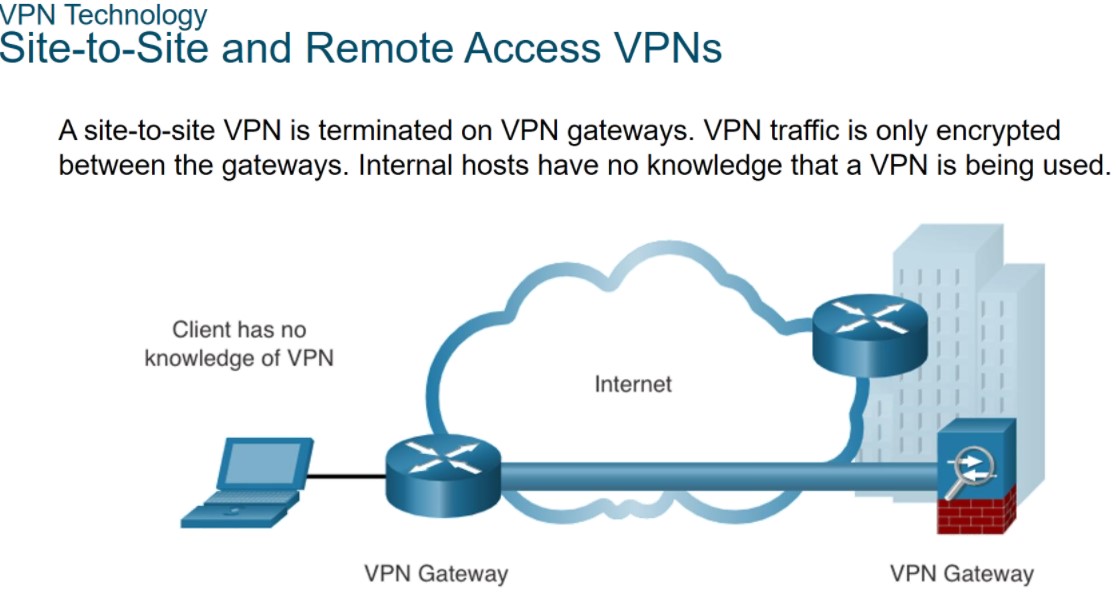 VPN Technology
Site-to-Site and Remote Access VPNs
A site-to-site VPN is terminated on VPN gateways. VPN traffic is only encrypted
between the gateways. Internal hosts have no knowledge that a VPN is being used.
Client has no
knowledge of VPN
Internet
VPN Gateway
VPN Gateway